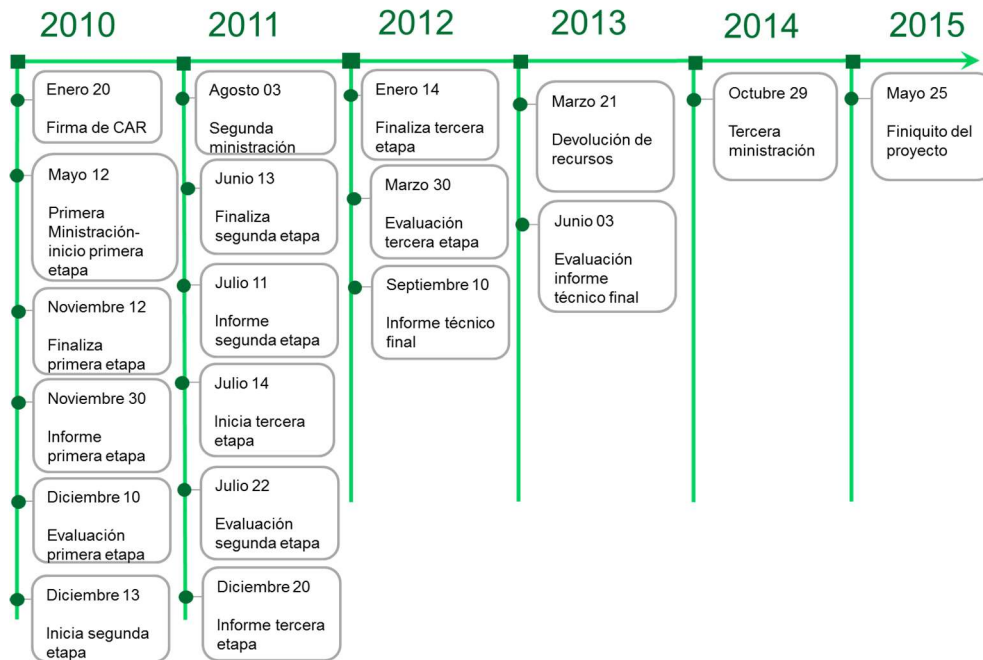 2010
2011
2012
2013
2014
2015
Enero 20
Firma de CAR
Mayo 12
Primera
Ministración-
inicio primera
etapa
Noviembre 12
Finaliza
primera etapa
Noviembre 30
Informe
primera etapa
Diciembre 10
Evaluación
primera etapa
Diciembre 13
Inicia segunda
etapa
Agosto 03
Segunda
ministración
Junio 13
Finaliza
segunda etapa
Julio 11
Informe
segunda etapa
Julio 14
Inicia tercera
etapa
Julio 22
Evaluación
segunda etapa
Diciembre 20
Informe tercera
etapa
Enero 14
Finaliza tercera
etapa
Marzo 30
Evaluación
tercera etapa
Septiembre 10
Informe técnico
final
Marzo 21
Devolución de
recursos
Junio 03
Evaluación
informe
técnico final
Octubre 29
Tercera
ministración
Mayo 25
Finiquito del
proyecto